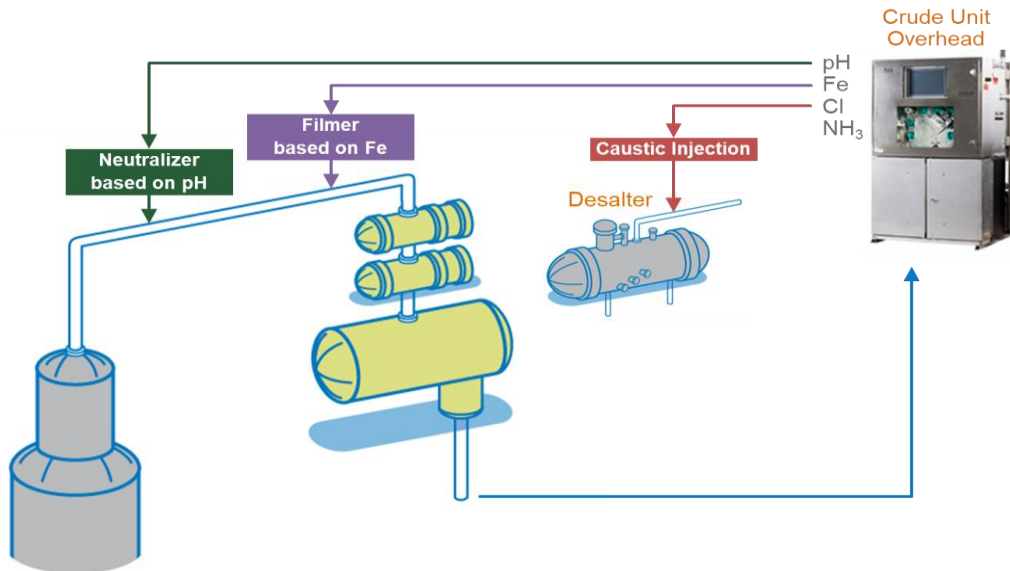 Crude Unit
Overhead
pH
Fe
Cl
NH₃
Filmer
based on Fe
Neutralizer
based on pH
Caustic Injection
Desalter